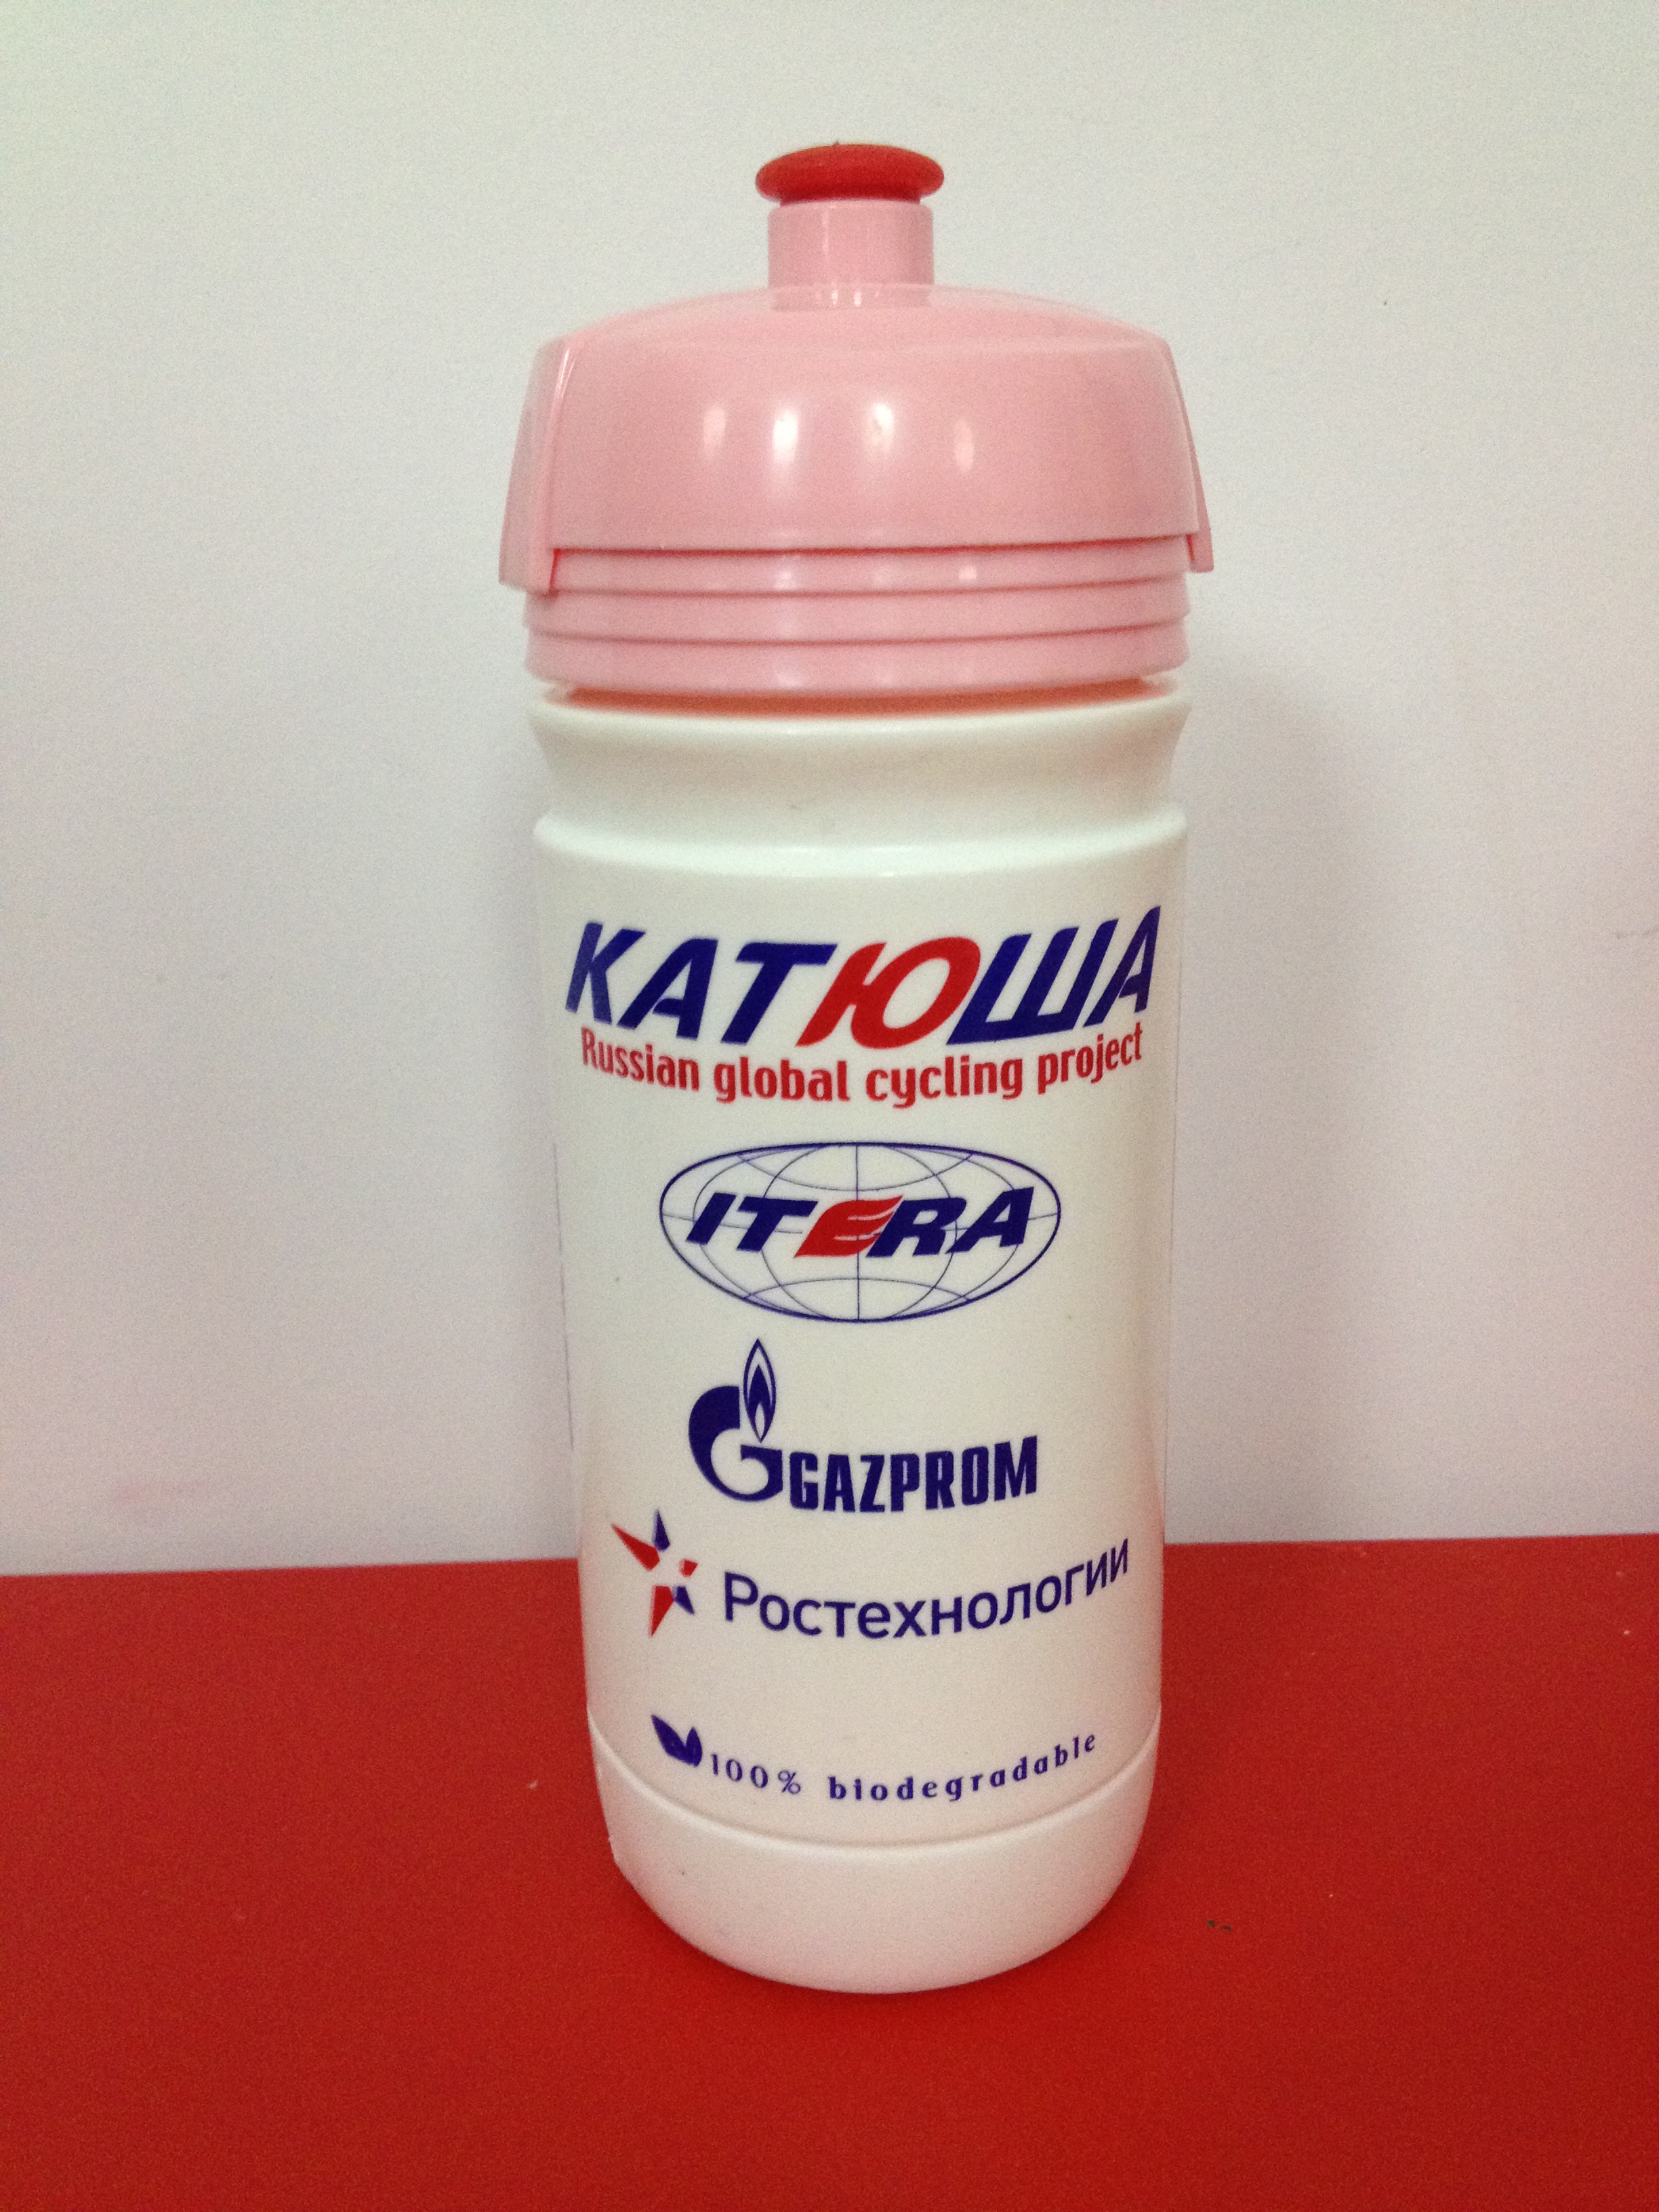 КАТЮША
Russian global cycling project
ITERA
GAZPROM
Ростехнологии
100% biodegradable